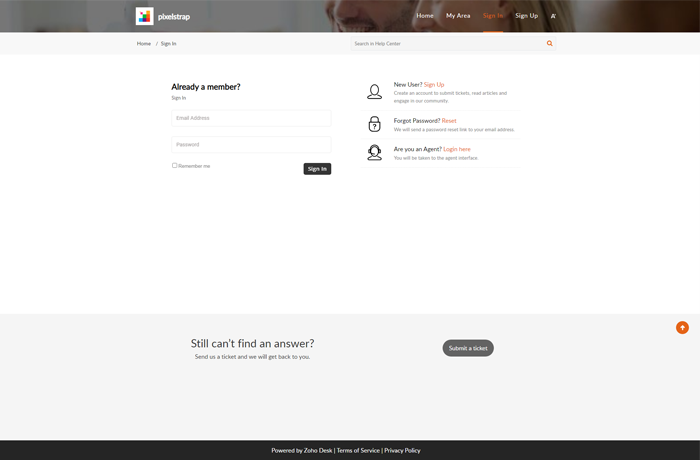 pixelstrap
Home My Area Sign In Sign Up
Home / Sign In
Search in Help Center
Already a member?
Sign In
Email Address
Password
Remember me
Sign In
New User? Sign Up
Create an account to submit tickets, read articles and
engage in our community.
Forgot Password? Reset
We will send a password reset link to your email address.
Are you an Agent? Login here
You will be taken to the agent interface.
Still can't find an answer?
Send us a ticket and we will get back to you.
Submit a ticket
Powered by Zoho Desk | Terms of Service | Privacy Policy